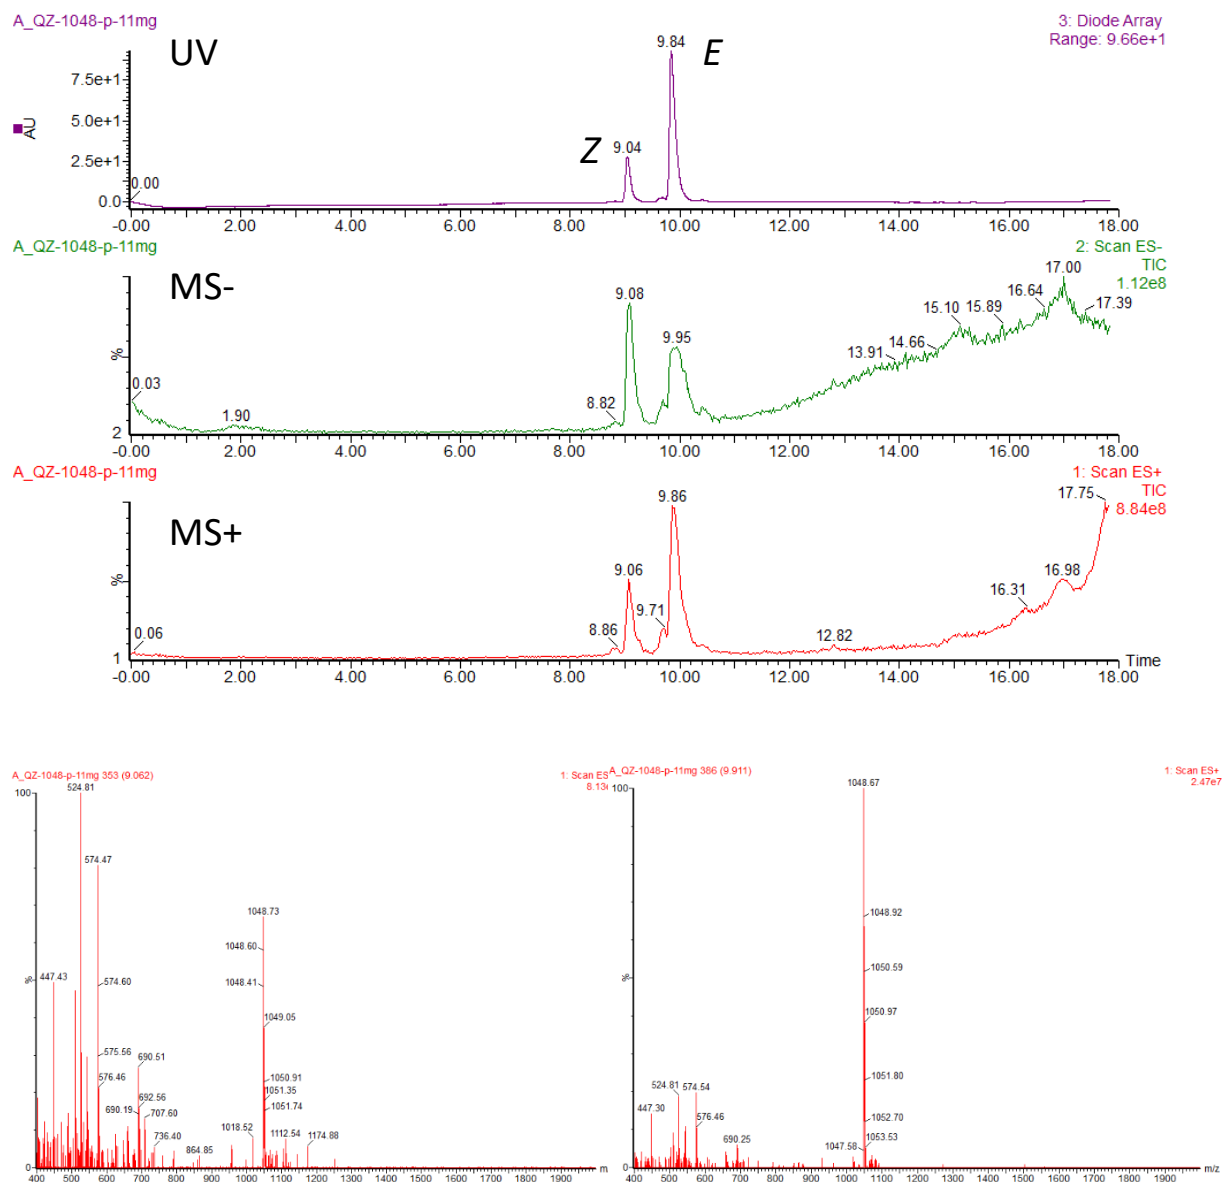 A_QZ-1048-p-11mg
3: Diode Array
Range: 9.66e+1
UV
9.84
E
7.5e+1
5.0e+1
AU
Z
9.04
2.5e+1
0.00
0.0
-0.00 2.00 4.00 6.00 8.00 10.00 12.00 14.00 16.00 18.00
A_QZ-1048-p-11mg
2: Scan ES-
TIC
1.12e8
MS-
17.00
9.08
16.64
15.10
15.89
17.39
9.95
14.66
13.91
%
0.03
8.82
1.90
2
-0.00 2.00 4.00 6.00 8.00 10.00 12.00 14.00 16.00 18.00
A_QZ-1048-p-11mg
1: Scan ES+
TIC
8.84e8
17.75
9.86
MS+
9.06
16.98
%
16.31
9.71
8.86
0.06
12.82
1
Time
-0.00 2.00 4.00 6.00 8.00 10.00 12.00 14.00 16.00 18.00
A_QZ-1048-p-11mg 353 (9.062)
1: Scan ES
8.13
100
524.81
574.47
1048.73
1048.60
447.43
574.60
1048.41
%
1049.05
575.56
690.51
576.46
1050.91
1051.35
692.56
690.19
707.60
1051.74
1018.52
1112.54
1174.88
736.40
864.85
0
400 500 600 700 800 900 1000 1100 1200 1300 1400 1500 1600 1700 1800 1900
m
A_QZ-1048-p-11mg 386 (9.911)
1: Scan ES+
2.47e7
100
1048.67
1048.92
1050.59
%
1050.97
1051.80
524.81
574.54
1052.70
447.30
576.46
1047.58
1053.53
690.25
0
400 500 600 700 800 900 1000 1100 1200 1300 1400 1500 1600 1700 1800 1900
m/z